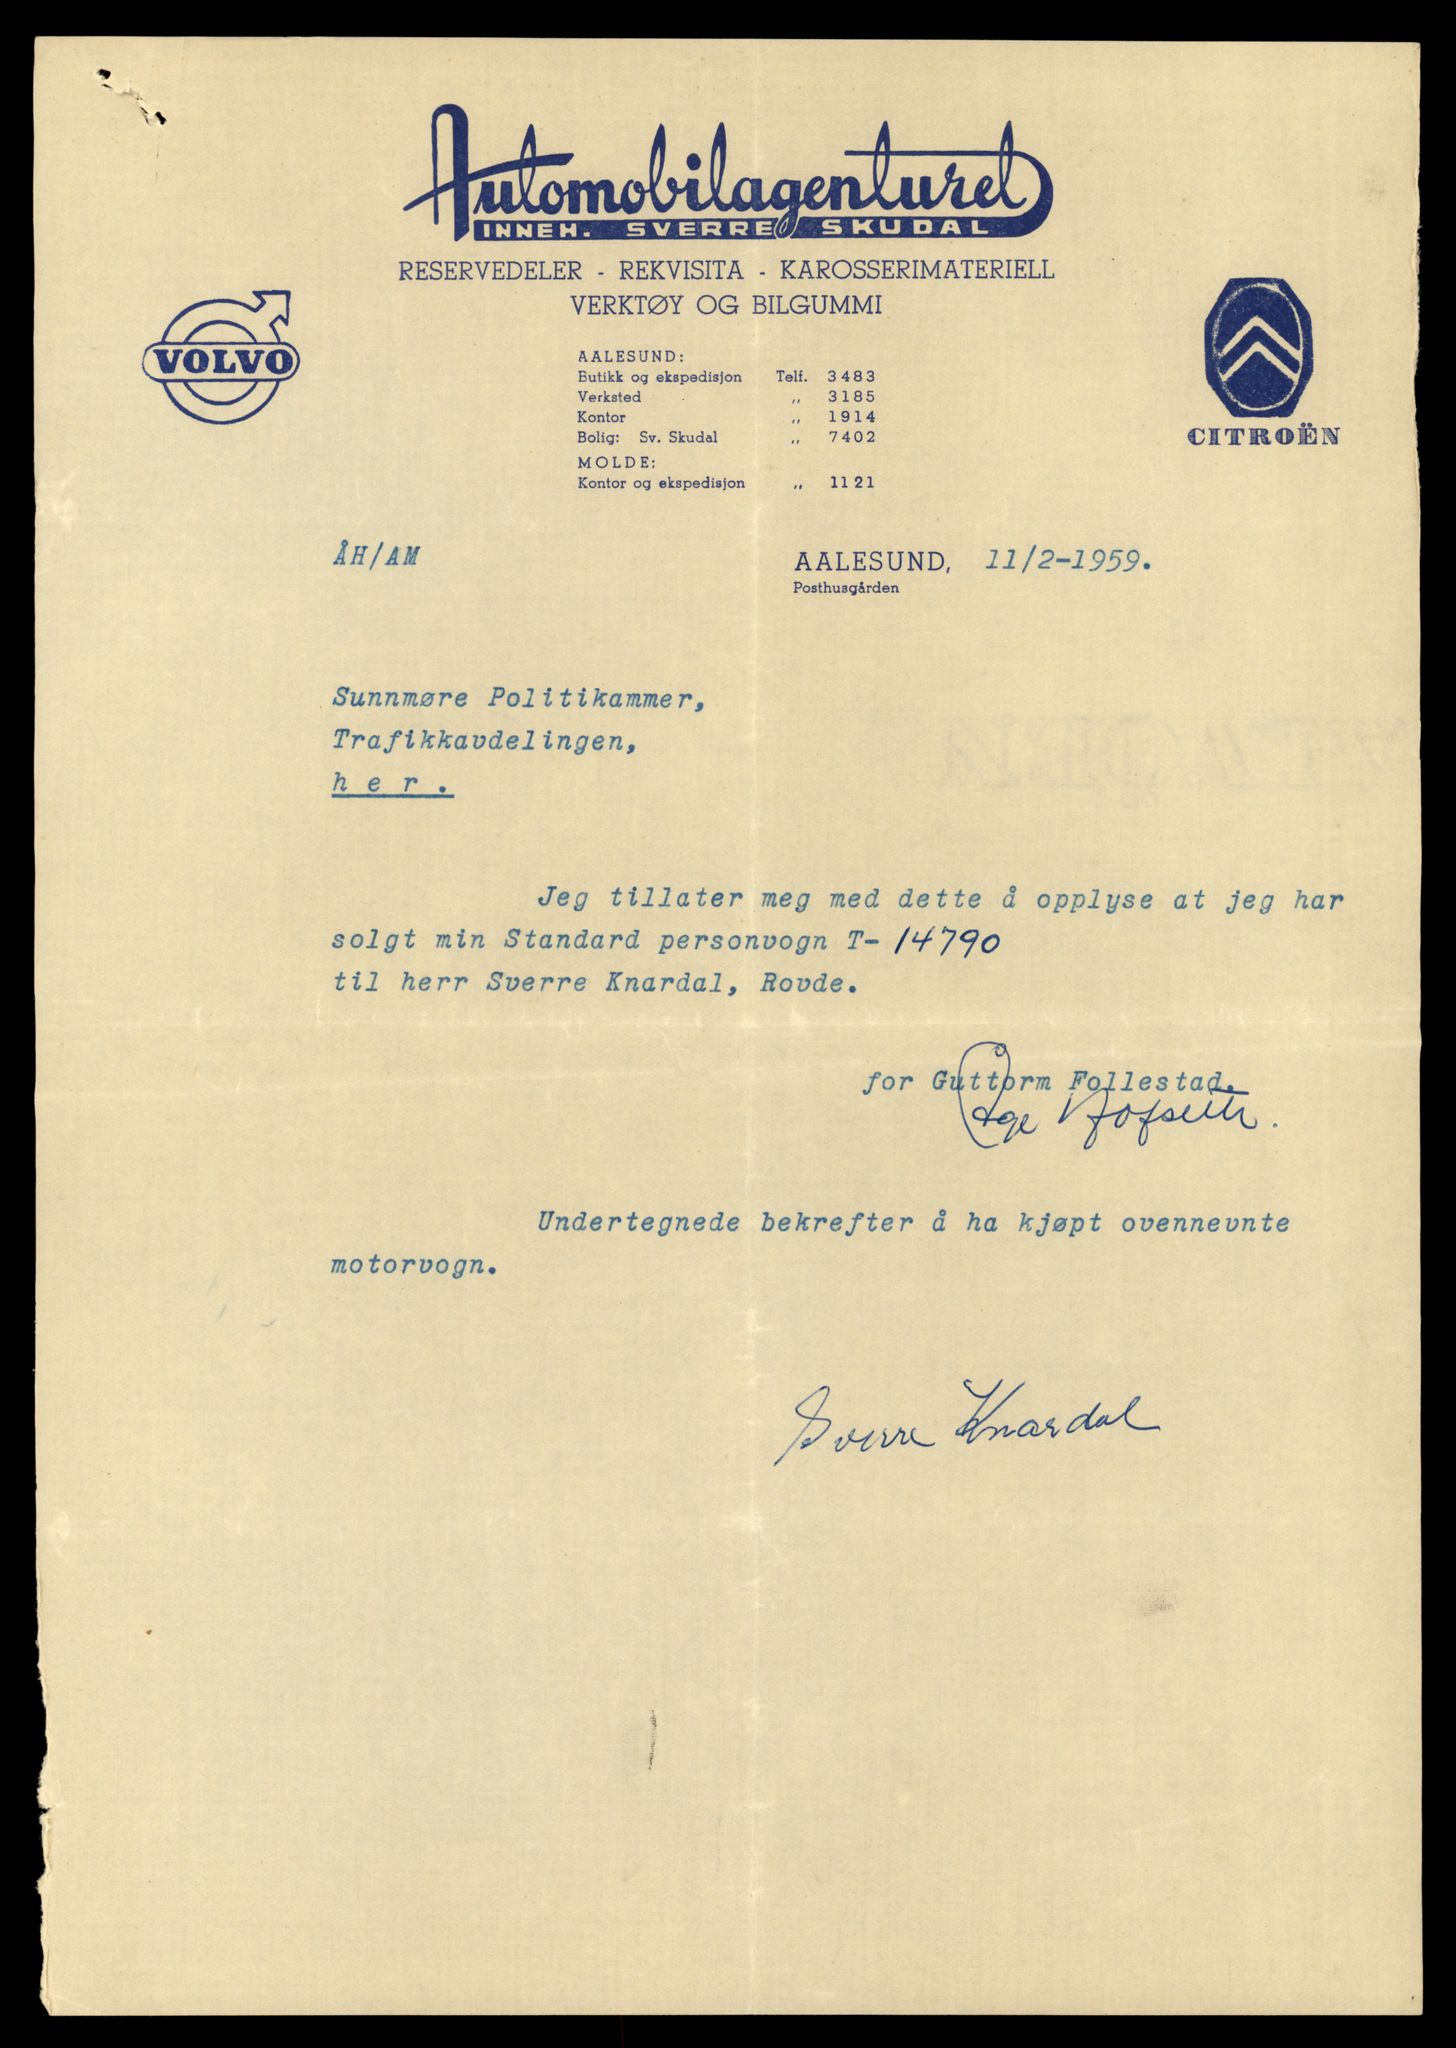 Automobilagenturet
INNEH. SVERRE SKUDAL
RESERVEDELER - REKVISITA - KAROSSERIMATERIELL
VERKTØY OG BILGUMMI
VOLVO
CITROËN
AALESUND:
Butikk og ekspedisjon Telf. 3483
Verksted „ 3185
Kontor „ 1914
Bolig: Sv. Skudal „ 7402
MOLDE:
Kontor og ekspedisjon „ 1121
ÅH/AM
AALESUND, 11/2-1959.
Posthusgården
Sunnmøre Politikammer,
Trafikkavdelingen,
her.
Jeg tillater meg med dette å opplyse at jeg har
solgt min Standard personvogn T- 14790
til herr Sverre Knardal, Rovde.
for Guttorm Follestad.
Åge Hofseth.
Undertegnede bekrefter å ha kjøpt ovennevnte
motorvogn.
Sverre Knardal